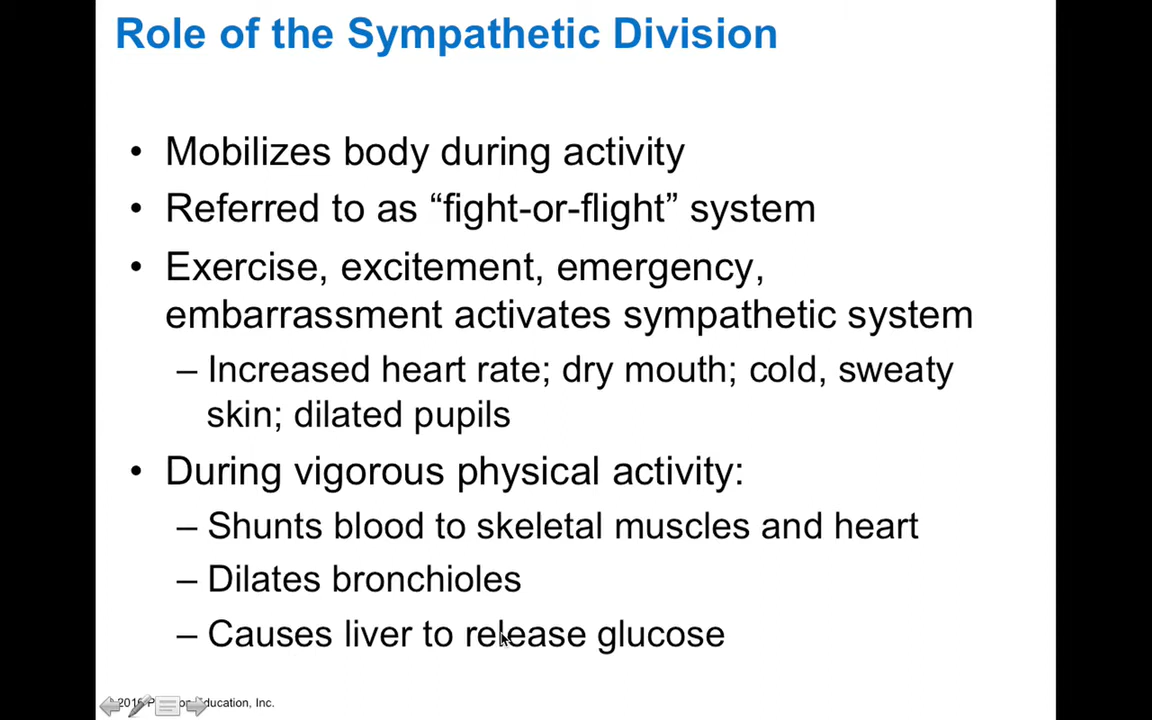 Role of the Sympathetic Division
• Mobilizes body during activity
• Referred to as “fight-or-flight” system
• Exercise, excitement, emergency,
embarrassment activates sympathetic system
– Increased heart rate; dry mouth; cold, sweaty
skin; dilated pupils
• During vigorous physical activity:
– Shunts blood to skeletal muscles and heart
– Dilates bronchioles
– Causes liver to release glucose
Education, Inc.